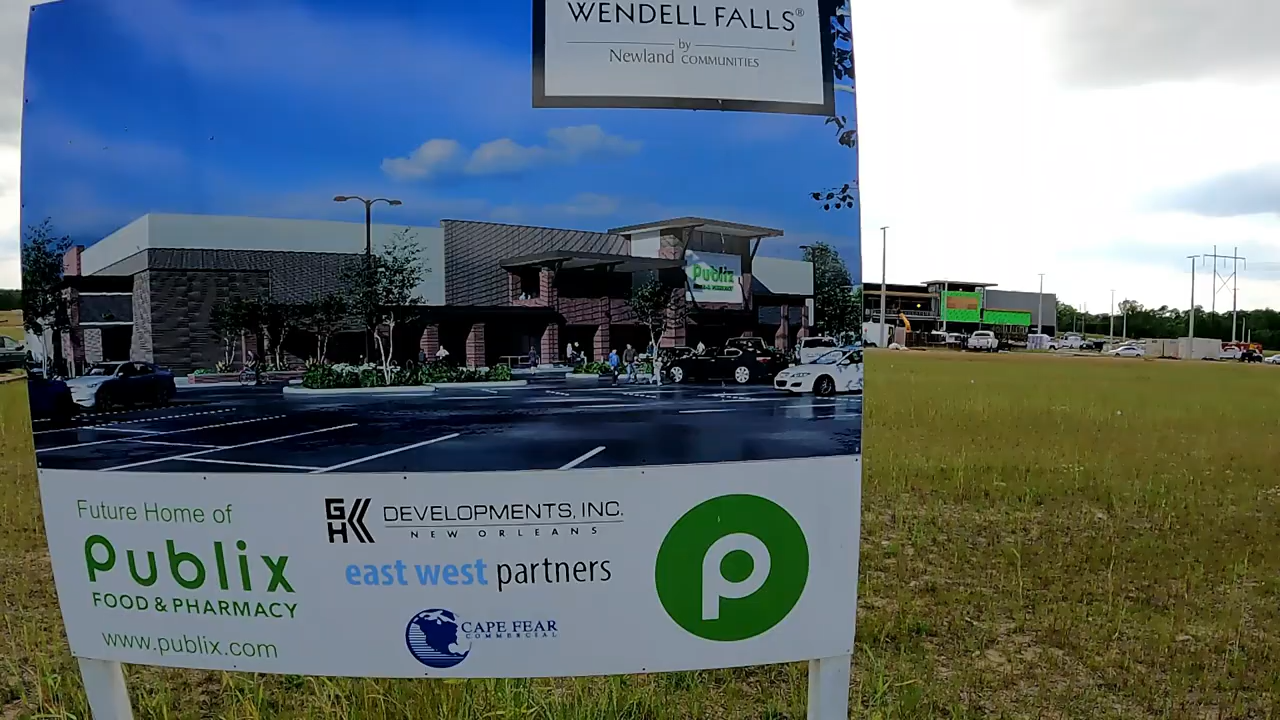 WENDELL FALLS®
by
Newland COMMUNITIES
Publix
Future Home of
Publix
FOOD & PHARMACY
www.publix.com
GHK DEVELOPMENTS, INC.
NEW ORLEANS
east west partners
CAPE FEAR
COMMERCIAL
P